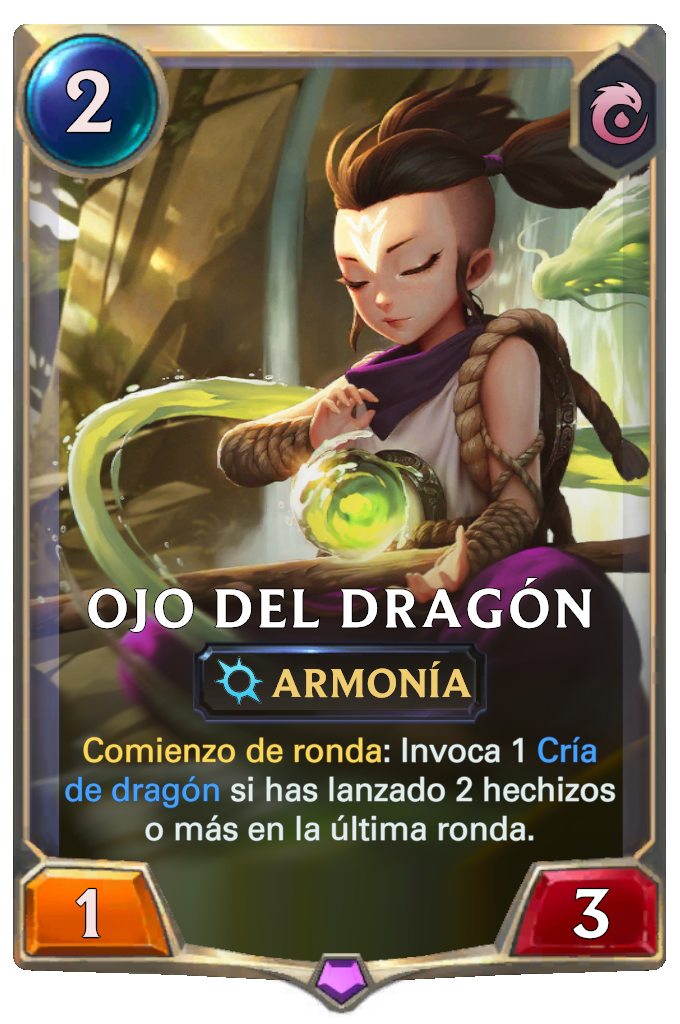 2
OJO DEL DRAGÓN
ARMONÍA
Comienzo de ronda: Invoca 1 Cría
de dragón si has lanzado 2 hechizos
o más en la última ronda.
1
3